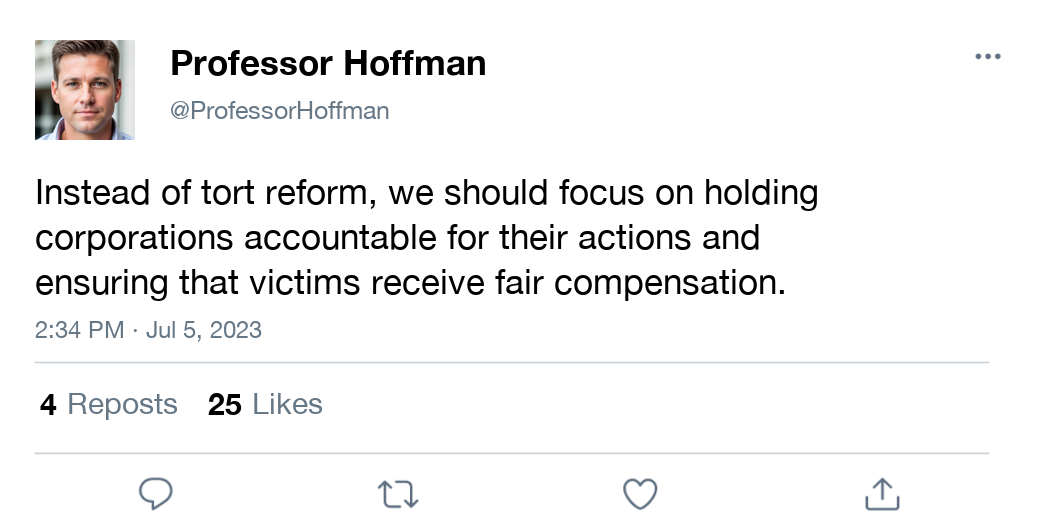 Professor Hoffman
@ProfessorHoffman
Instead of tort reform, we should focus on holding
corporations accountable for their actions and
ensuring that victims receive fair compensation.
2:34 PM · Jul 5, 2023
4 Reposts 25 Likes